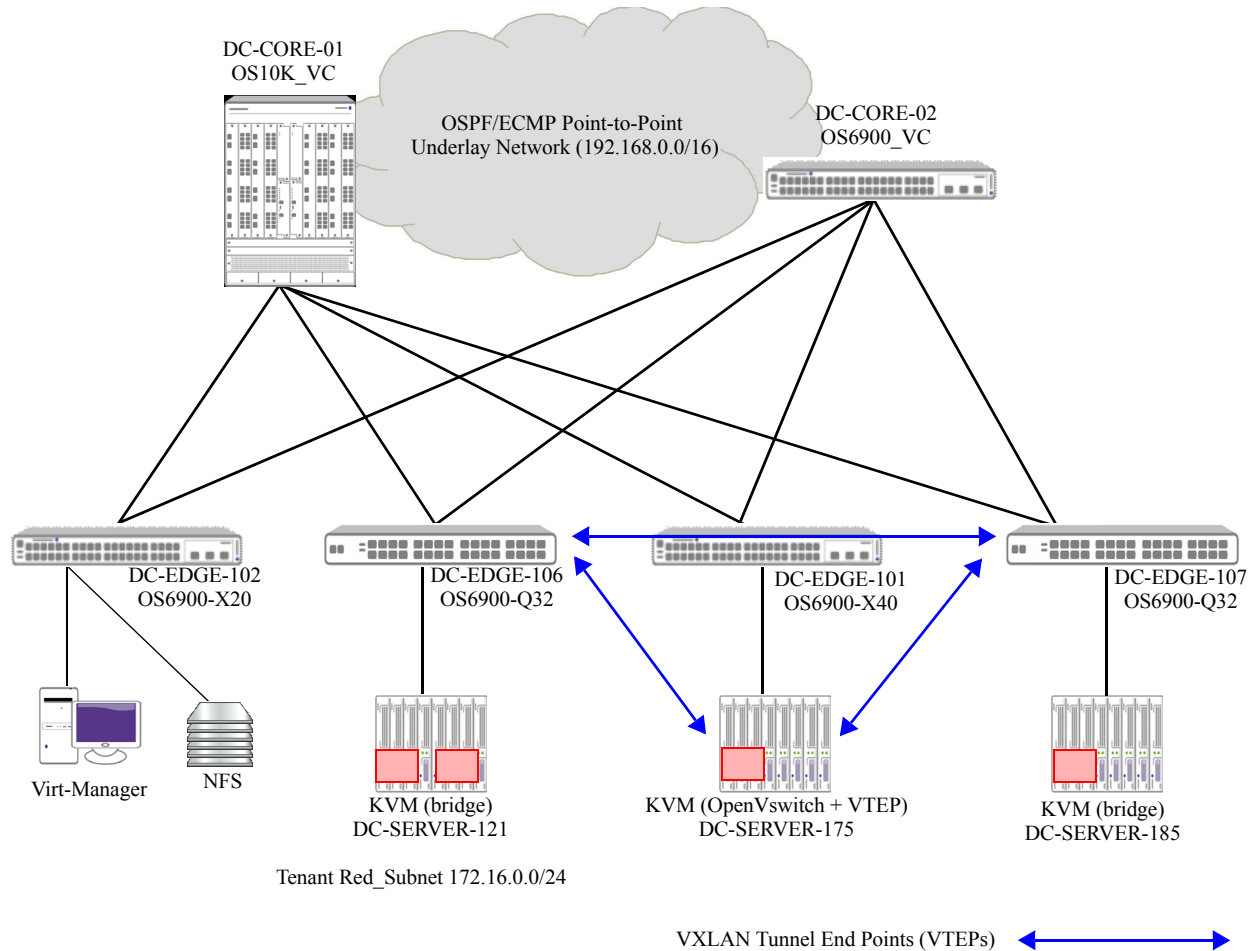 DC-CORE-01
OS10K_VC
OSPF/ECMP Point-to-Point
Underlay Network (192.168.0.0/16)
DC-CORE-02
OS6900_VC
DC-EDGE-102
OS6900-X20
DC-EDGE-106
OS6900-Q32
DC-EDGE-101
OS6900-X40
DC-EDGE-107
OS6900-Q32
Virt-Manager
NFS
KVM (bridge)
DC-SERVER-121
KVM (OpenVswitch + VTEP)
DC-SERVER-175
KVM (bridge)
DC-SERVER-185
Tenant Red_Subnet 172.16.0.0/24
VXLAN Tunnel End Points (VTEPs)